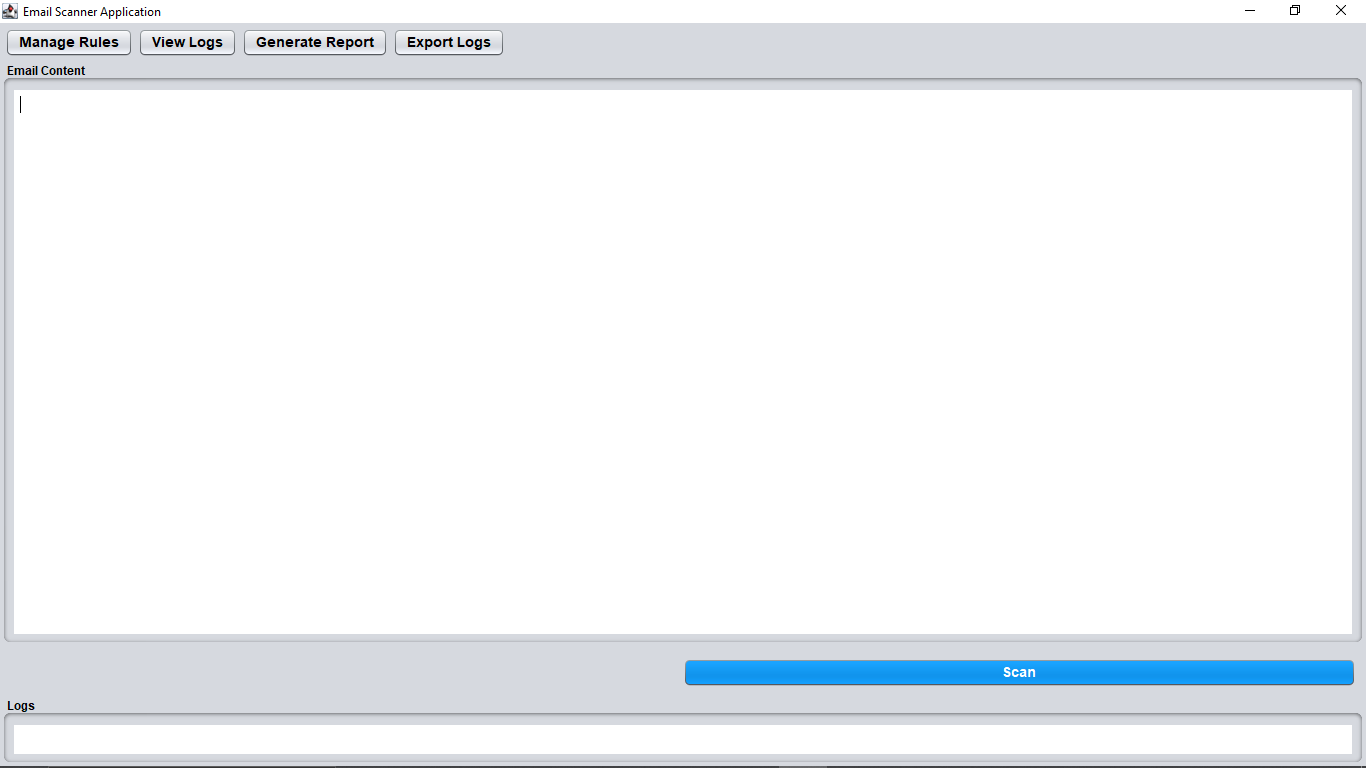 Email Scanner Application
Manage Rules View Logs Generate Report Export Logs
Email Content
Scan
Logs